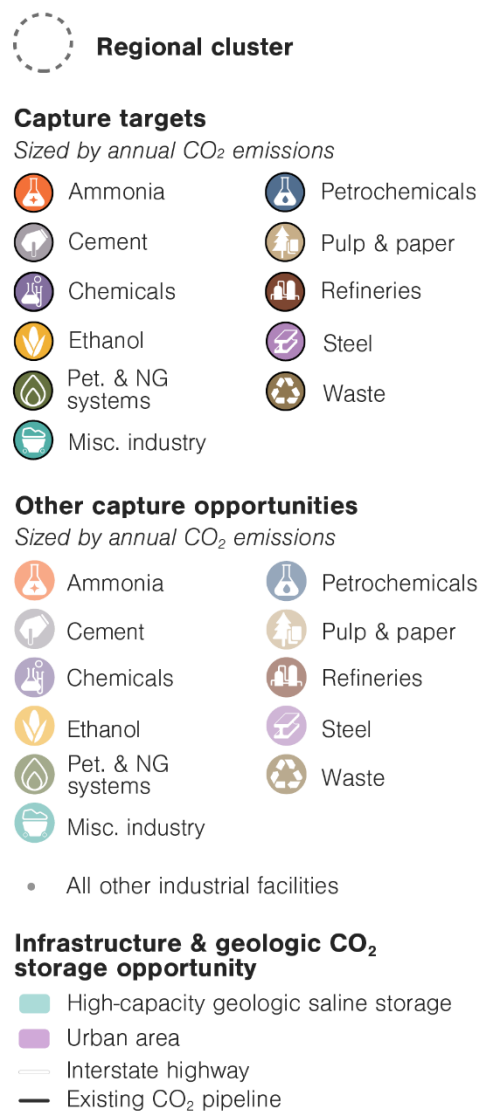 Regional cluster
Capture targets
Sized by annual CO₂ emissions
Ammonia
Petrochemicals
Cement
Pulp & paper
Chemicals
Refineries
Ethanol
Steel
Pet. & NG
systems
Waste
Misc. industry
Other capture opportunities
Sized by annual CO₂ emissions
Ammonia
Petrochemicals
Cement
Pulp & paper
Chemicals
Refineries
Ethanol
Steel
Pet. & NG
systems
Waste
Misc. industry
All other industrial facilities
Infrastructure & geologic CO₂
storage opportunity
High-capacity geologic saline storage
Urban area
Interstate highway
Existing CO₂ pipeline